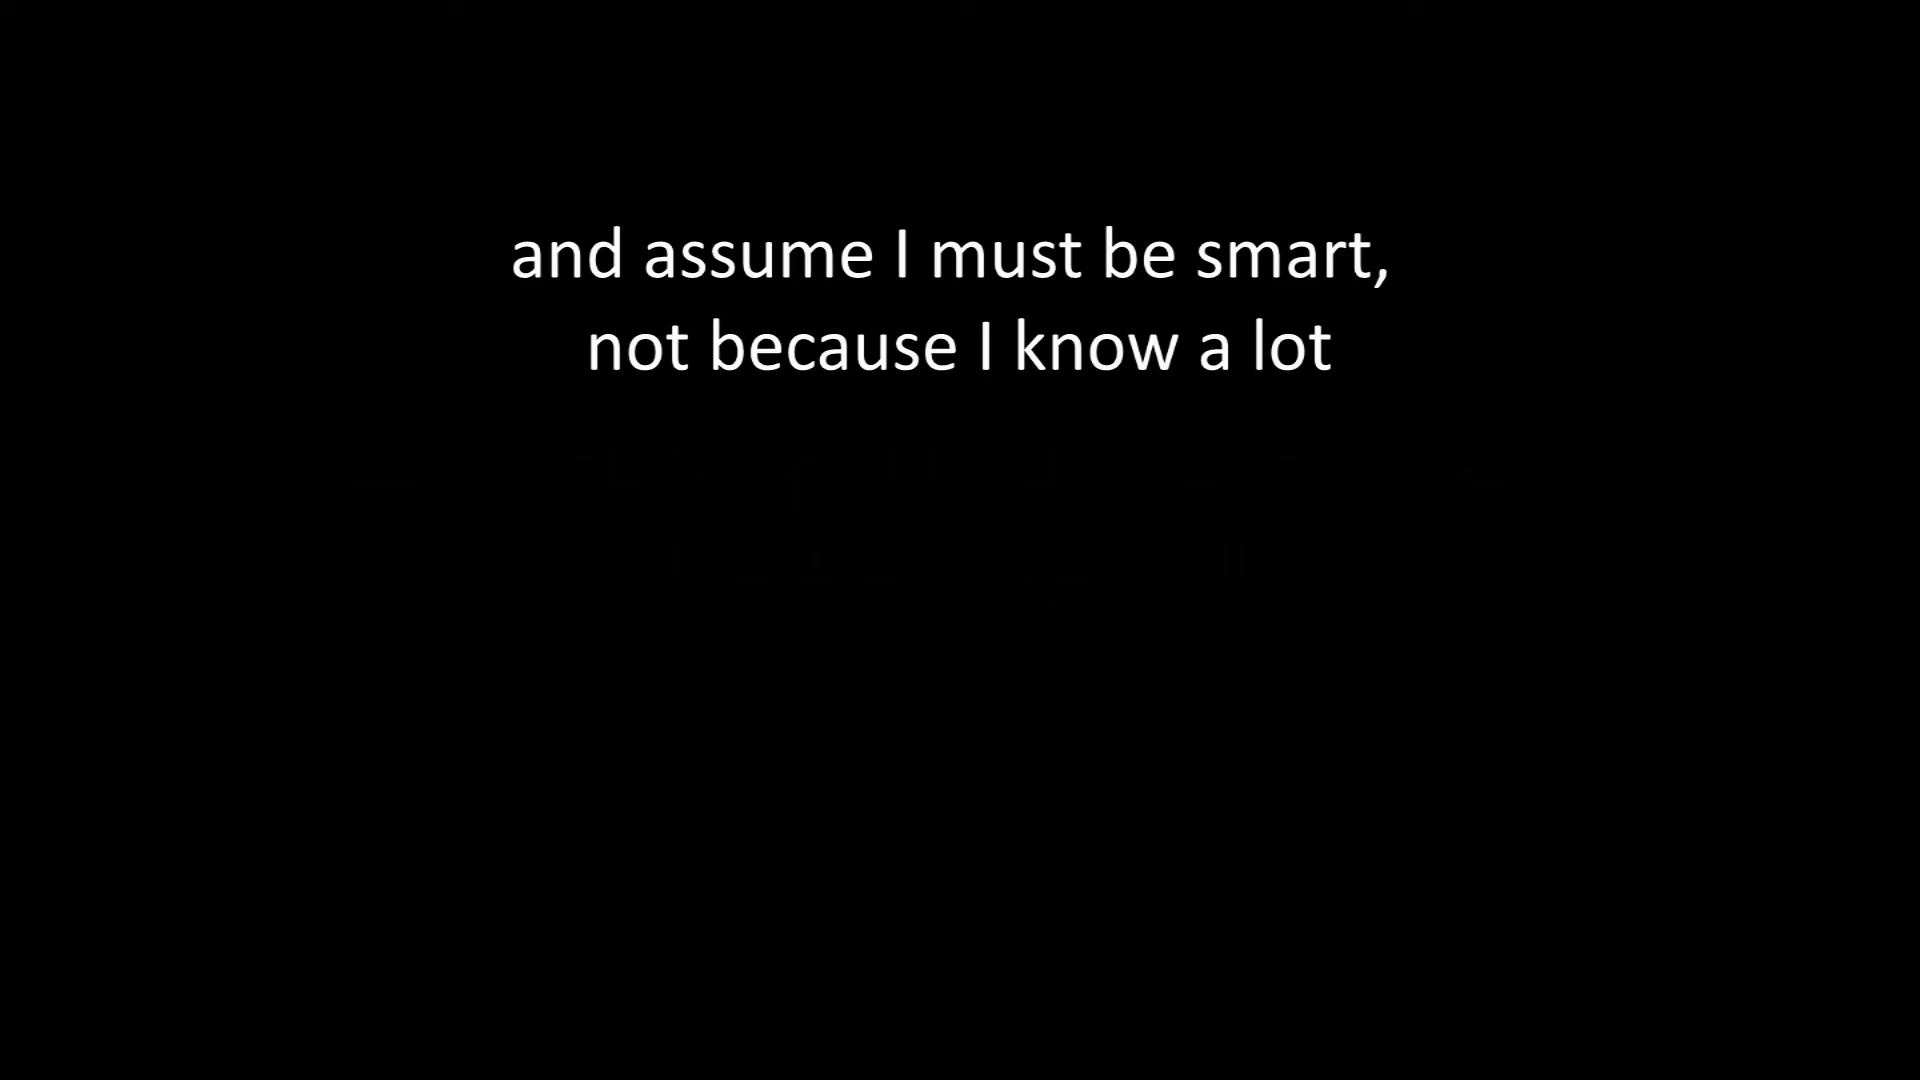 and assume I must be smart,
not because I know a lot